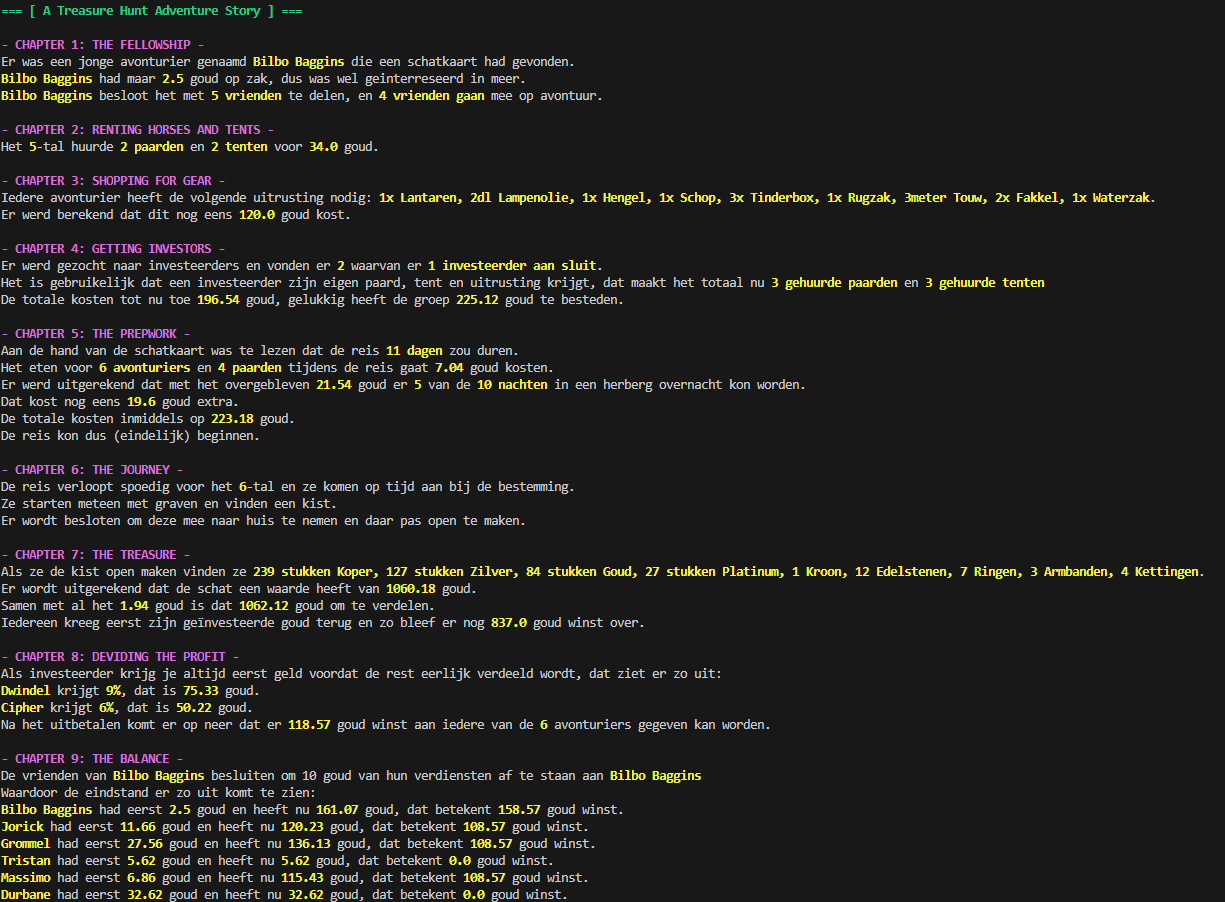 === [ A Treasure Hunt Adventure Story ] ===
- CHAPTER 1: THE FELLOWSHIP -
Er was een jonge avonturier genaamd Bilbo Baggins die een schatkaart had gevonden.
Bilbo Baggins had maar 2.5 goud op zak, dus was wel geinterreseerd in meer.
Bilbo Baggins besloot het met 5 vrienden te delen, en 4 vrienden gaan mee op avontuur.
- CHAPTER 2: RENTING HORSES AND TENTS -
Het 5-tal huurde 2 paarden en 2 tenten voor 34.0 goud.
- CHAPTER 3: SHOPPING FOR GEAR -
Iedere avonturier heeft de volgende uitrusting nodig: 1x Lantaren, 2dl Lampenolie, 1x Hengel, 1x Schop, 3x Tinderbox, 1x Rugzak, 3meter Touw, 2x Fakkel, 1x Waterzak.
Er werd berekend dat dit nog eens 120.0 goud kost.
- CHAPTER 4: GETTING INVESTORS -
Er werd gezocht naar investeerders en vonden er 2 waarvan er 1 investeerder aan sluit.
Het is gebruikelijk dat een investeerder zijn eigen paard, tent en uitrusting krijgt, dat maakt het totaal nu 3 gehuurde paarden en 3 gehuurde tenten
De totale kosten tot nu toe 196.54 goud, gelukkig heeft de groep 225.12 goud te besteden.
- CHAPTER 5: THE PREPWORK -
Aan de hand van de schatkaart was te lezen dat de reis 11 dagen zou duren.
Het eten voor 6 avonturiers en 4 paarden tijdens de reis gaat 7.04 goud kosten.
Er werd uitgerekend dat met het overgebleven 21.54 goud er 5 van de 10 nachten in een herberg overnacht kon worden.
Dat kost nog eens 19.6 goud extra.
De totale kosten inmiddels op 223.18 goud.
De reis kon dus (eindelijk) beginnen.
- CHAPTER 6: THE JOURNEY -
De reis verloopt spoedig voor het 6-tal en ze komen op tijd aan bij de bestemming.
Ze starten meteen met graven en vinden een kist.
Er wordt besloten om deze mee naar huis te nemen en daar pas open te maken.
- CHAPTER 7: THE TREASURE -
Als ze de kist open maken vinden ze 239 stukken Koper, 127 stukken Zilver, 84 stukken Goud, 27 stukken Platinum, 1 Kroon, 12 Edelstenen, 7 Ringen, 3 Armbanden, 4 Kettingen.
Er wordt uitgerekend dat de schat een waarde heeft van 1060.18 goud.
Samen met al het 1.94 goud is dat 1062.12 goud om te verdelen.
Iedereen kreeg eerst zijn geïnvesteerde goud terug en zo bleef er nog 837.0 goud winst over.
- CHAPTER 8: DEVIDING THE PROFIT -
Als investeerder krijg je altijd eerst geld voordat de rest eerlijk verdeeld wordt, dat ziet er zo uit:
Dwindel krijgt 9%, dat is 75.33 goud.
Cipher krijgt 6%, dat is 50.22 goud.
Na het uitbetalen komt er op neer dat er 118.57 goud winst aan iedere van de 6 avonturiers gegeven kan worden.
- CHAPTER 9: THE BALANCE -
De vrienden van Bilbo Baggins besluiten om 10 goud van hun verdiensten af te staan aan Bilbo Baggins
Waardoor de eindstand er zo uit komt te zien:
Bilbo Baggins had eerst 2.5 goud en heeft nu 161.07 goud, dat betekent 158.57 goud winst.
Jorick had eerst 11.66 goud en heeft nu 120.23 goud, dat betekent 108.57 goud winst.
Grommel had eerst 27.56 goud en heeft nu 136.13 goud, dat betekent 108.57 goud winst.
Tristan had eerst 5.62 goud en heeft nu 5.62 goud, dat betekent 0.0 goud winst.
Massimo had eerst 6.86 goud en heeft nu 115.43 goud, dat betekent 108.57 goud winst.
Durbane had eerst 32.62 goud en heeft nu 32.62 goud, dat betekent 0.0 goud winst.